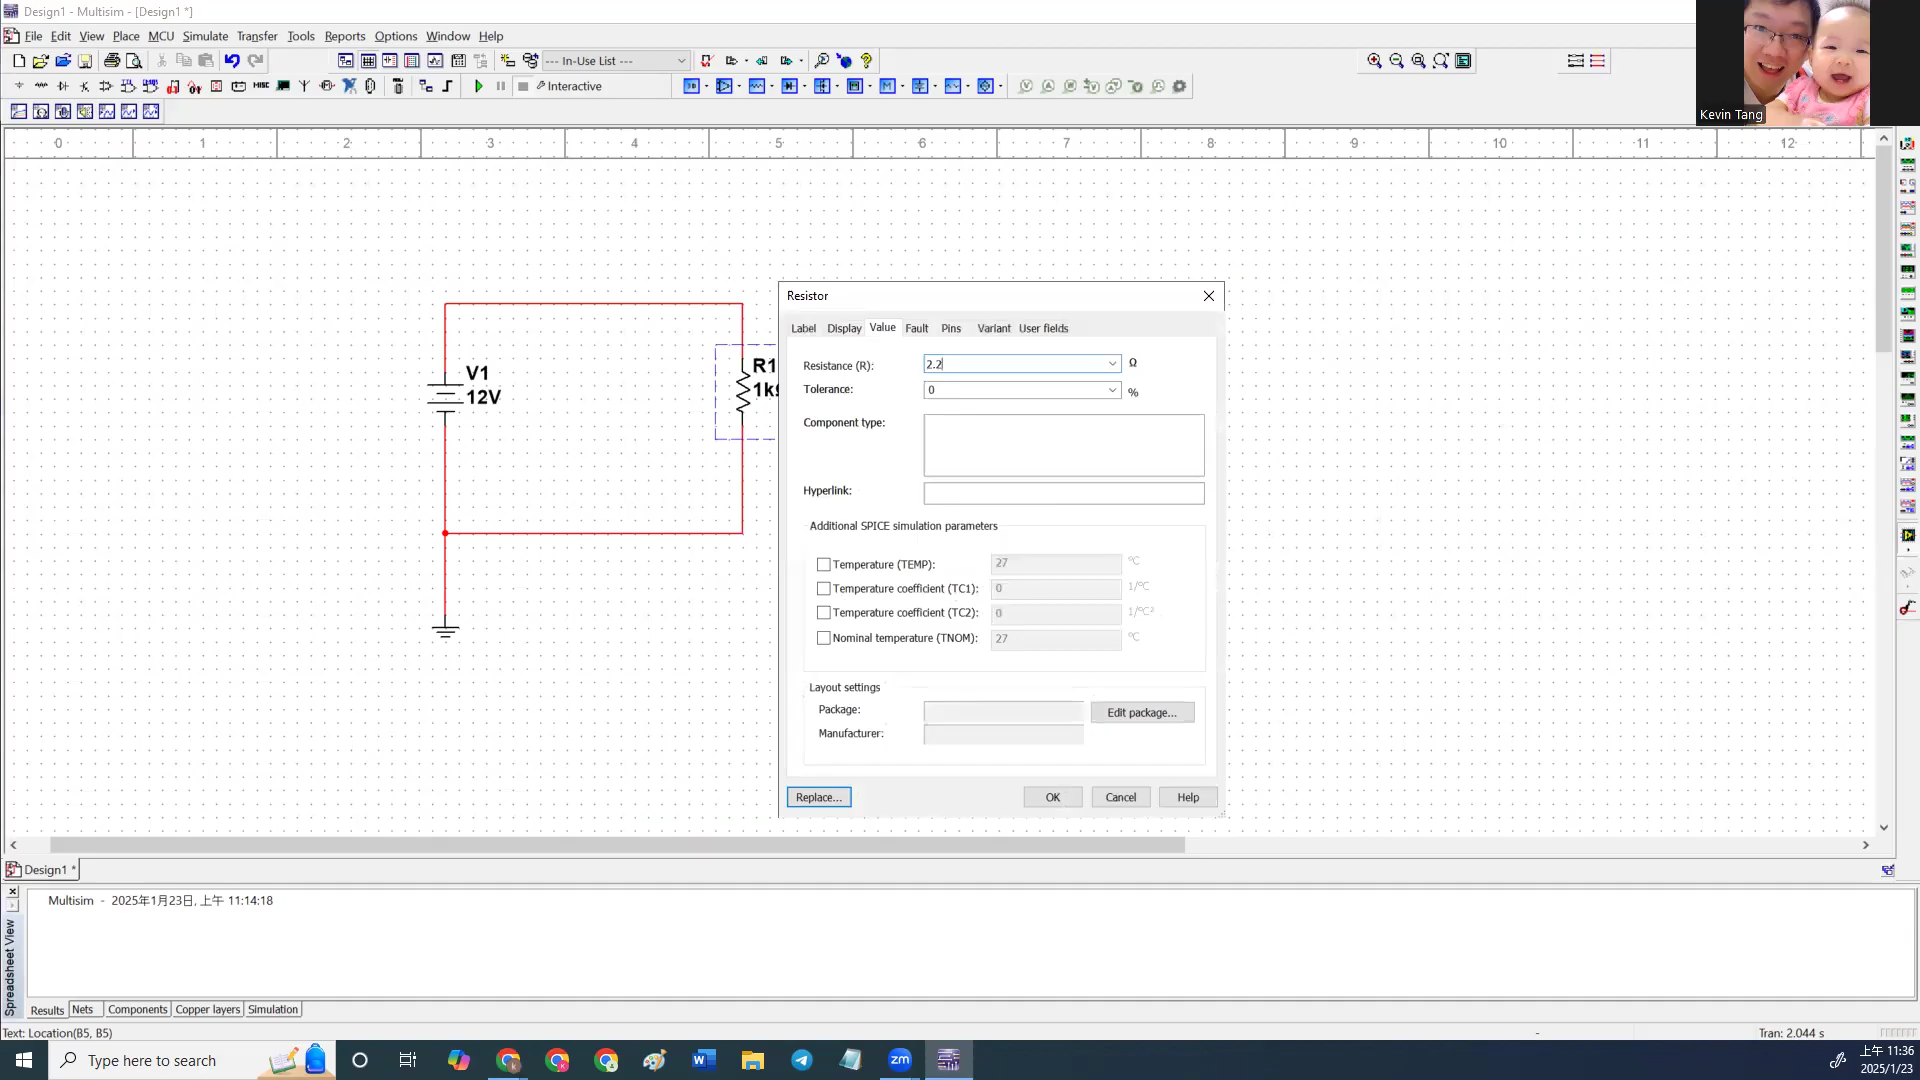 Design1 - Multisim - [Design1 *]
File Edit View Place MCU Simulate Transfer Tools Reports Options Window Help
--- In-Use List ---
Interactive
Kevin Tang
0 1 2 3 4 5 6 7 8 9 10 11 12
V1
12V
R1
Resistor
Label Display Value Fault Pins Variant User fields
Resistance (R): 2.2 Ω
Tolerance: 0 %
Component type:
Hyperlink:
Additional SPICE simulation parameters
Temperature (TEMP): 27 ºC
Temperature coefficient (TC1): 0 1/ºC
Temperature coefficient (TC2): 0 1/ºC²
Nominal temperature (TNOM): 27 ºC
Layout settings
Package: Edit package...
Manufacturer:
Replace... OK Cancel Help
Design1 *
Multisim - 2025年1月23日, 上午 11:14:18
Spreadsheet View
Results Nets Components Copper layers Simulation
Text: Location(B5, B5) - Tran: 2.044 s
Type here to search
zm
上午 11:36
2025/1/23